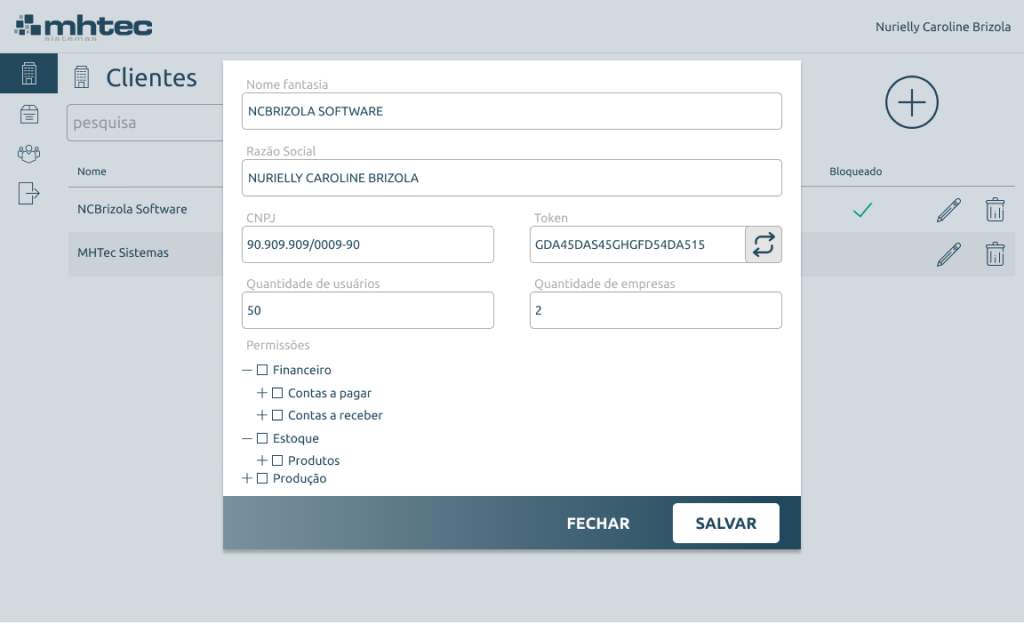 mhtec
sistemas
Nurielly Caroline Brizola
Clientes
pesquisa
Nome
Bloqueado
NCBrizola Software
MHTec Sistemas
Nome fantasia
NCBRIZOLA SOFTWARE
Razão Social
NURIELLY CAROLINE BRIZOLA
CNPJ
Token
90.909.909/0009-90
GDA45DAS45GHGFD54DA515
Quantidade de usuários
Quantidade de empresas
50
2
Permissões
Financeiro
Contas a pagar
Contas a receber
Estoque
Produtos
Produção
FECHAR
SALVAR